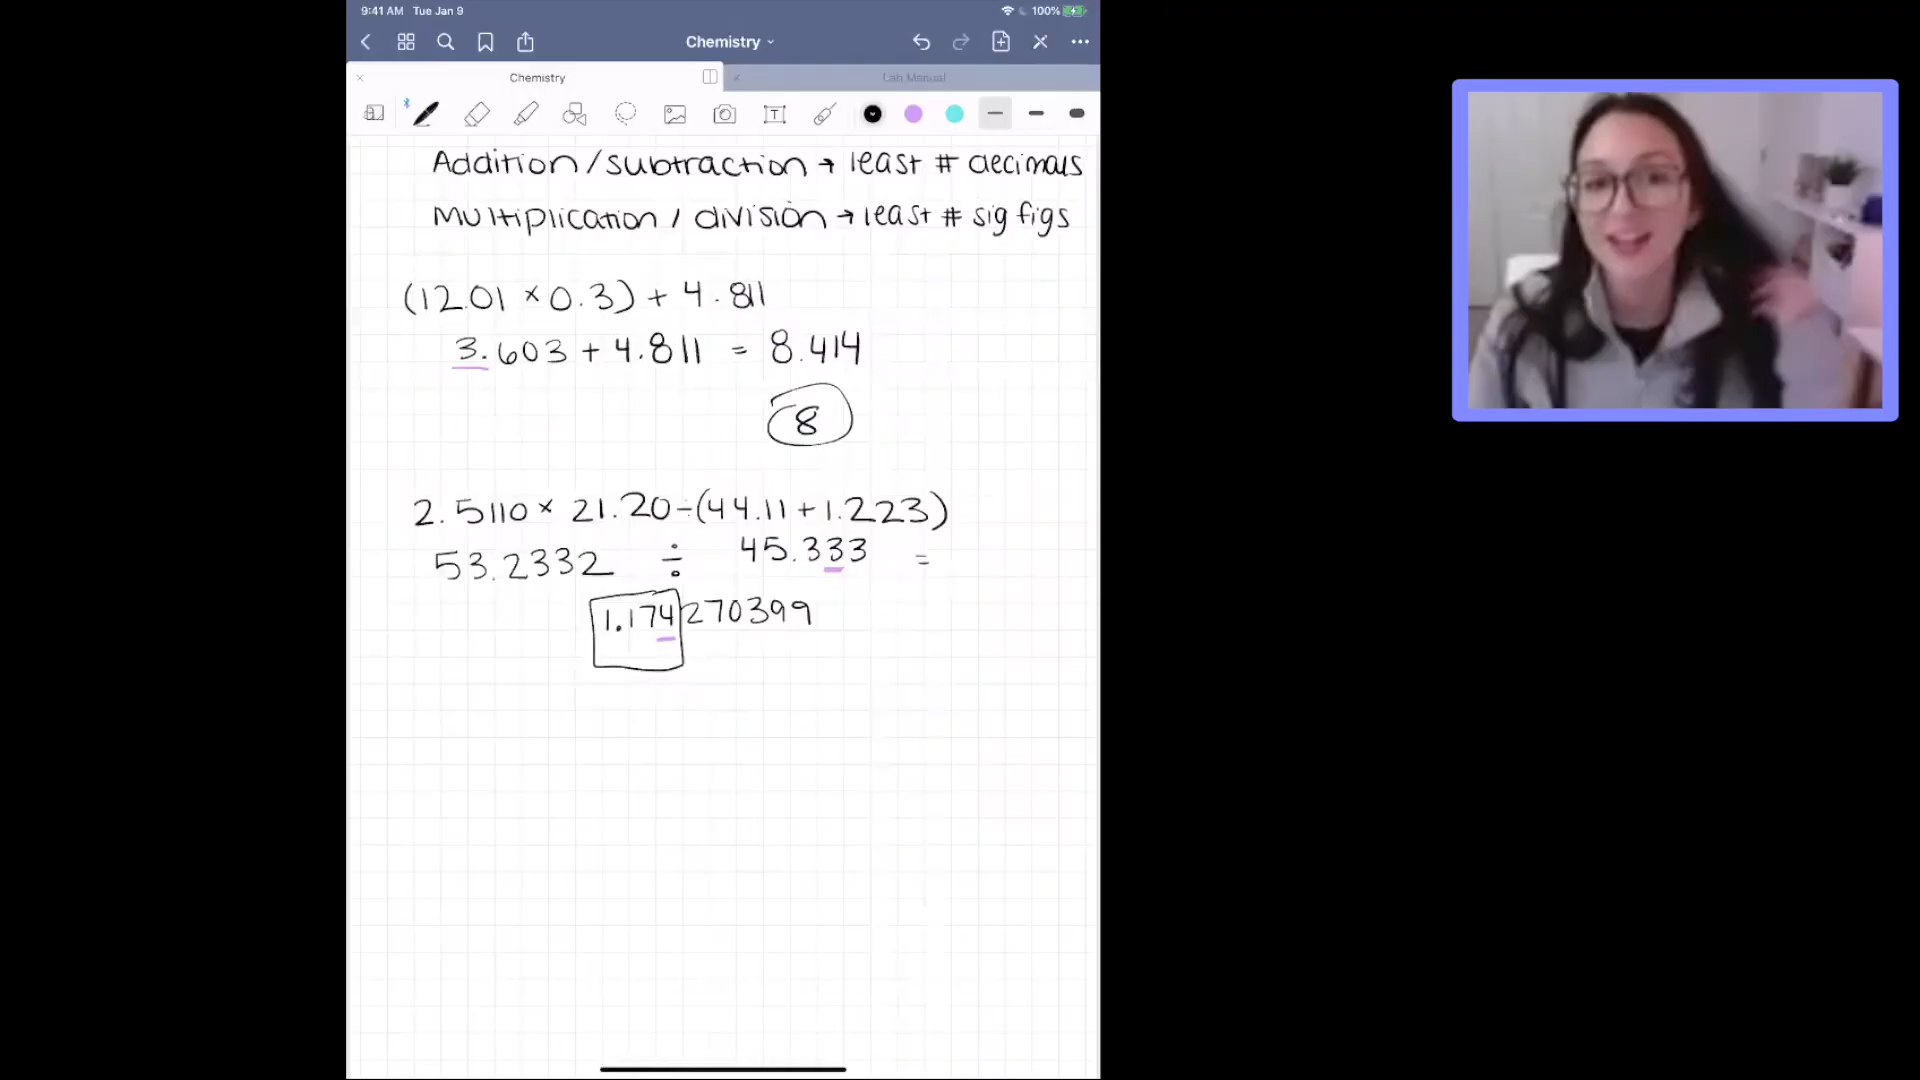 9:41 AM Tue Jan 9 100%
Chemistry
Chemistry
Lab Manual
T
Addition/subtraction → least # decimals
Multiplication / division → least # sig figs
(12.01 × 0.3) + 4.811
3.603 + 4.811 = 8.414
8
2.5110 × 21.20 ÷ (44.11 + 1.223)
53.2332 ÷ 45.333 =
1.174270399